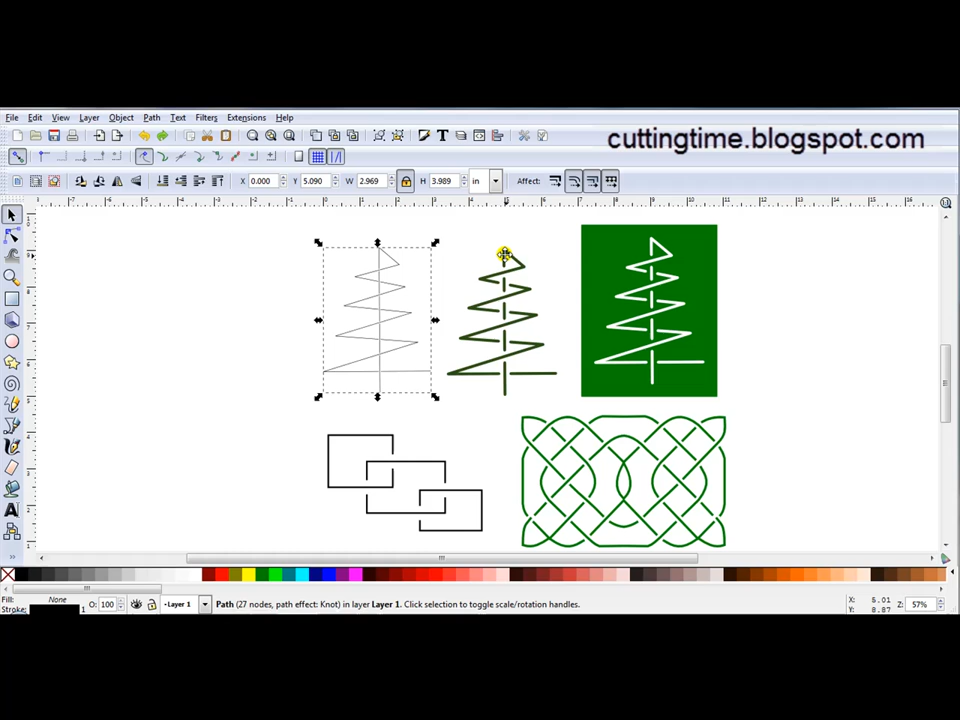 File Edit View Layer Object Path Text Filters Extensions Help
cuttingtime.blogspot.com
X 0.000 Y 5.090 W 2.969 H 3.989 in Affect:
Fill: None O: 100 Layer 1 Path (27 nodes, path effect: Knot) in layer Layer 1. Click selection to toggle scale/rotation handles. X: 5.01 Z: 57%
Stroke: 1 Y: 8.87